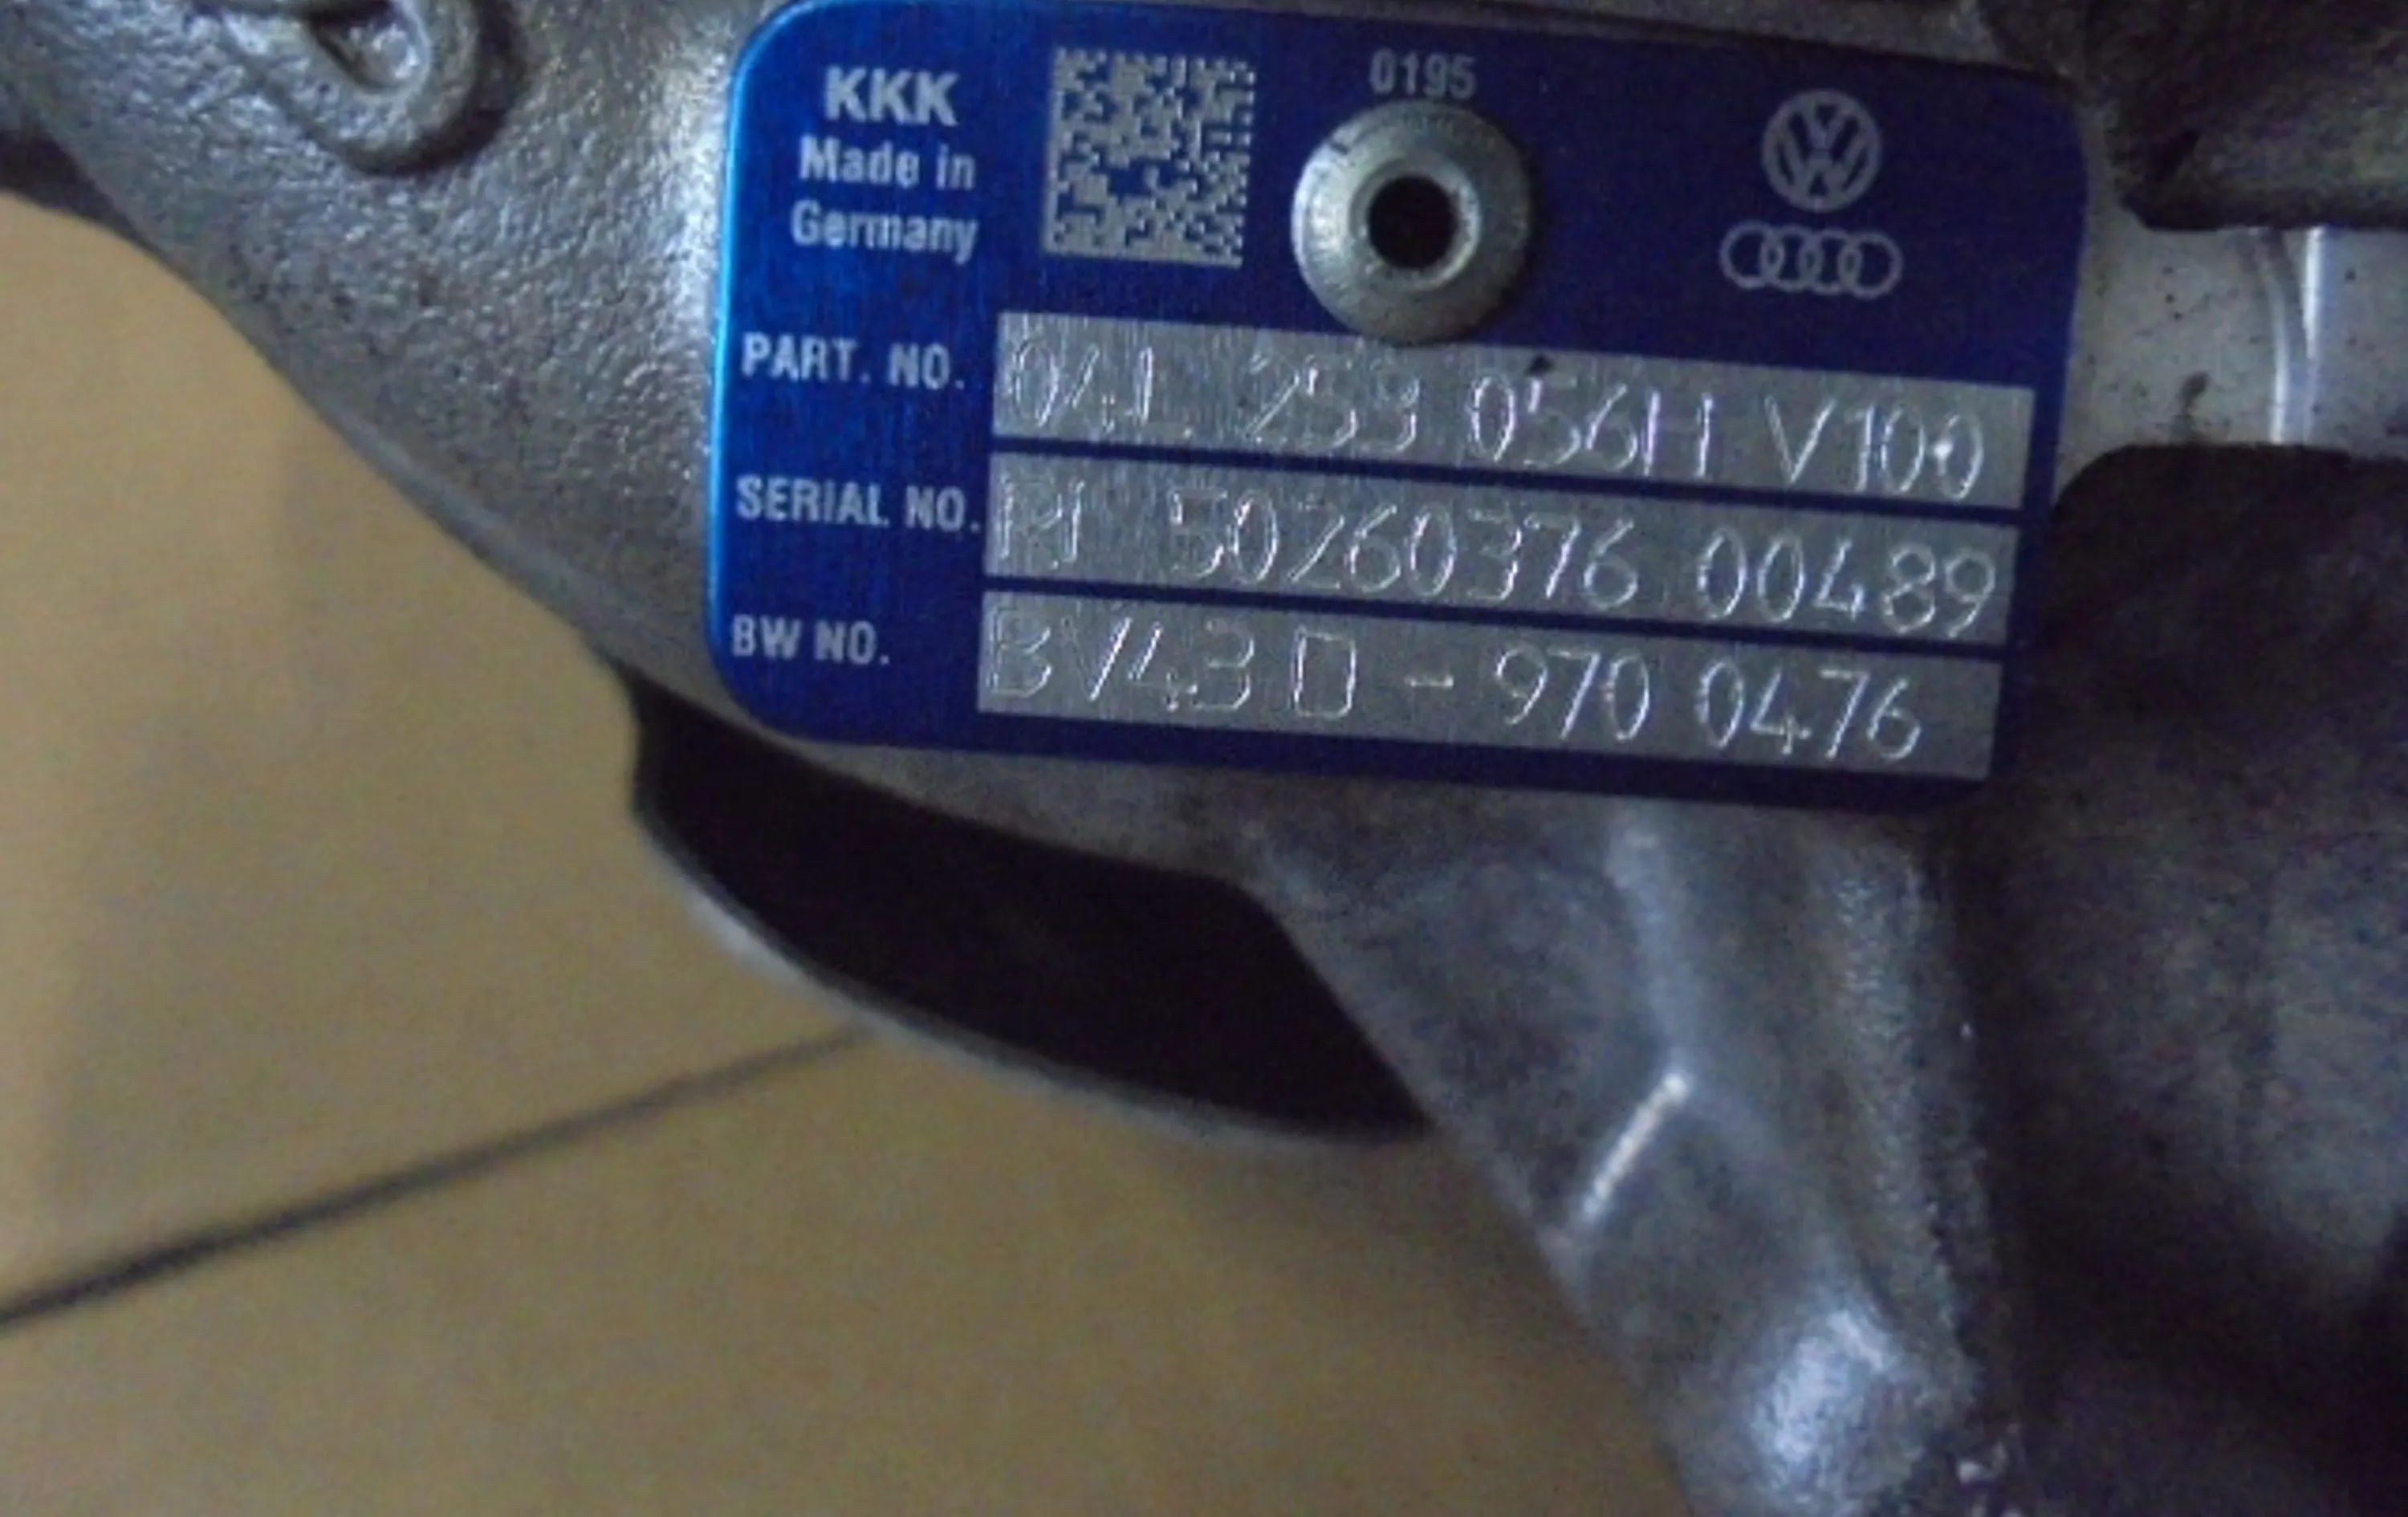 KKK
Made in
Germany
0195
PART. NO. 04L 253 056H V100
SERIAL NO. 50260376 00489
BW NO. BV43 D - 970 0476